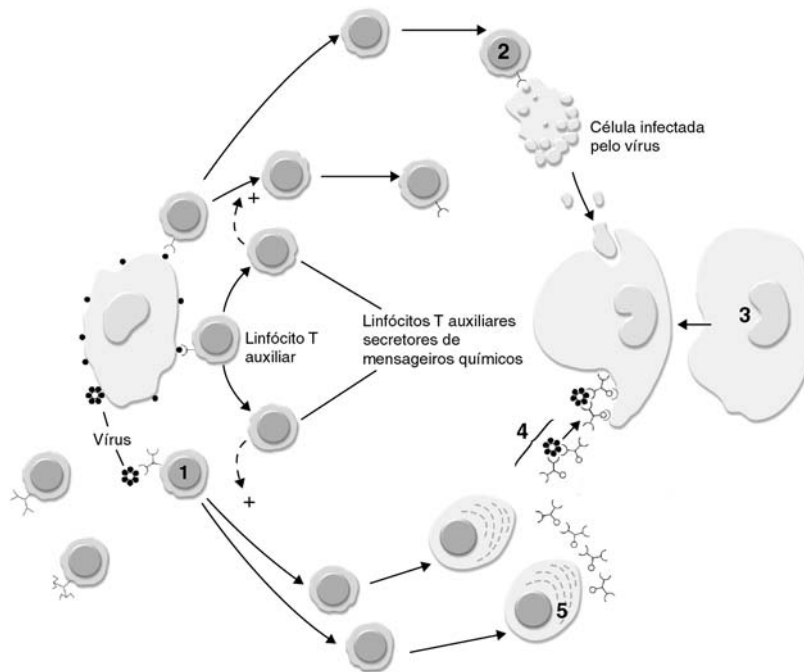 2
Célula infectada
pelo vírus
+
3
Linfócito T
auxiliar
Linfócitos T auxiliares
secretores de
mensageiros químicos
4
Vírus
1
+
5